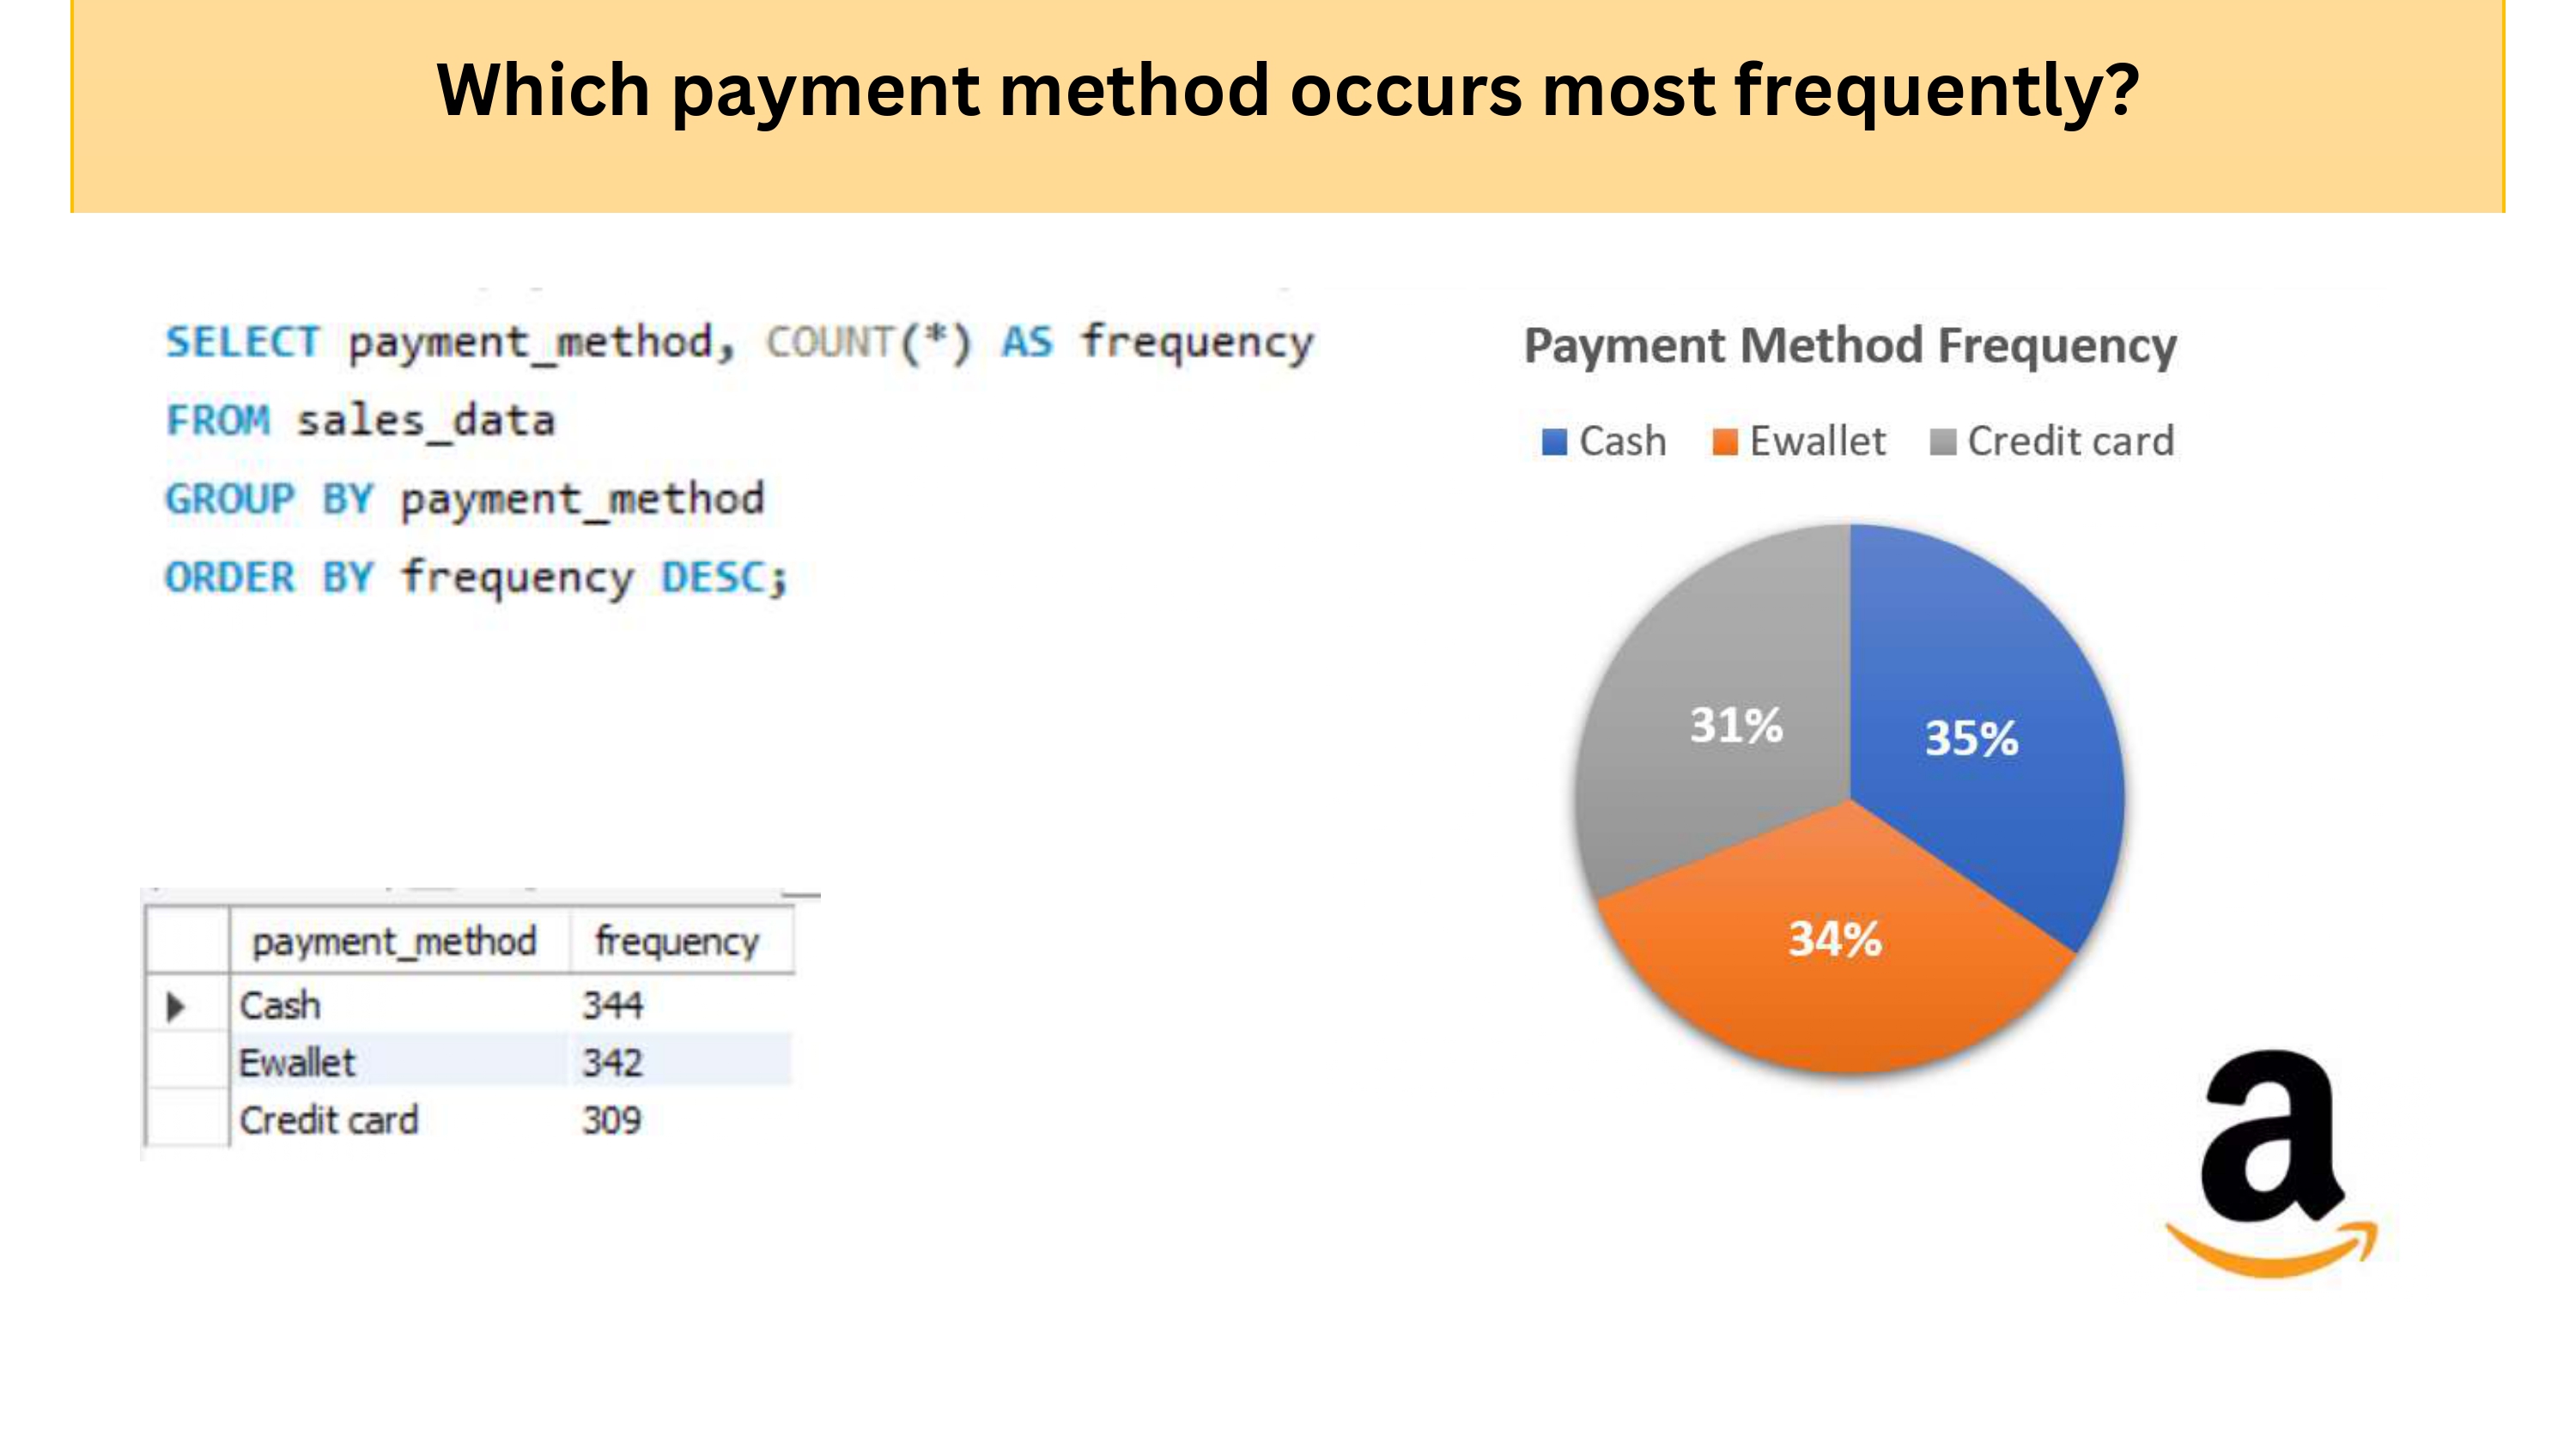 Which payment method occurs most frequently?
SELECT payment_method, COUNT(*) AS frequency
FROM sales_data
GROUP BY payment_method
ORDER BY frequency DESC;
payment_method frequency
Cash 344
Ewallet 342
Credit card 309
Payment Method Frequency
Cash Ewallet Credit card
31% 35%
34%
a